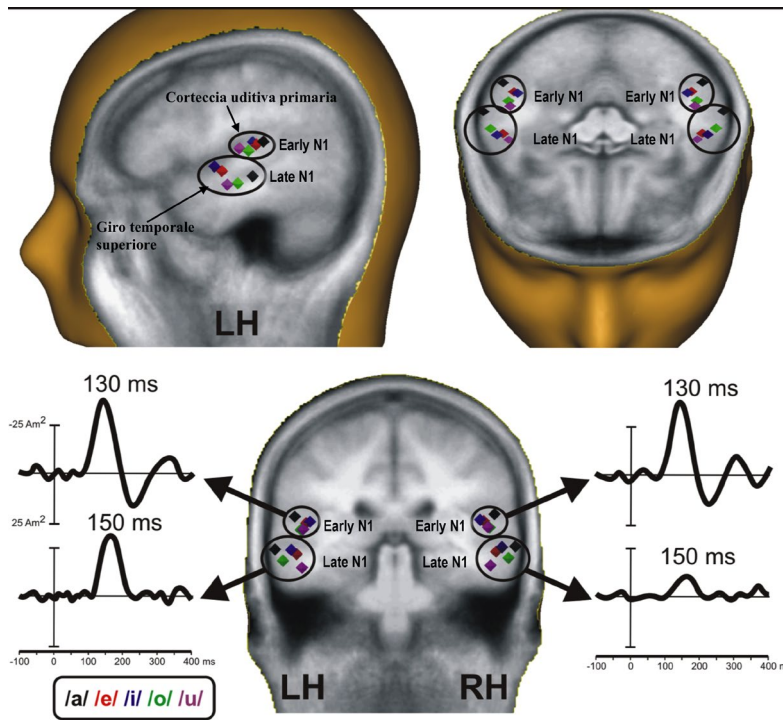 Corteccia uditiva primaria
Early N1
Late N1
Giro temporale
superiore
LH
Early N1
Early N1
Late N1
Late N1
130 ms
-25 Am²
25 Am²
150 ms
-100 0 100 200 300 400 ms
Early N1
Early N1
Late N1
Late N1
LH
RH
130 ms
150 ms
-100 0 100 200 300 400 m
/a/ /e/ /i/ /o/ /u/